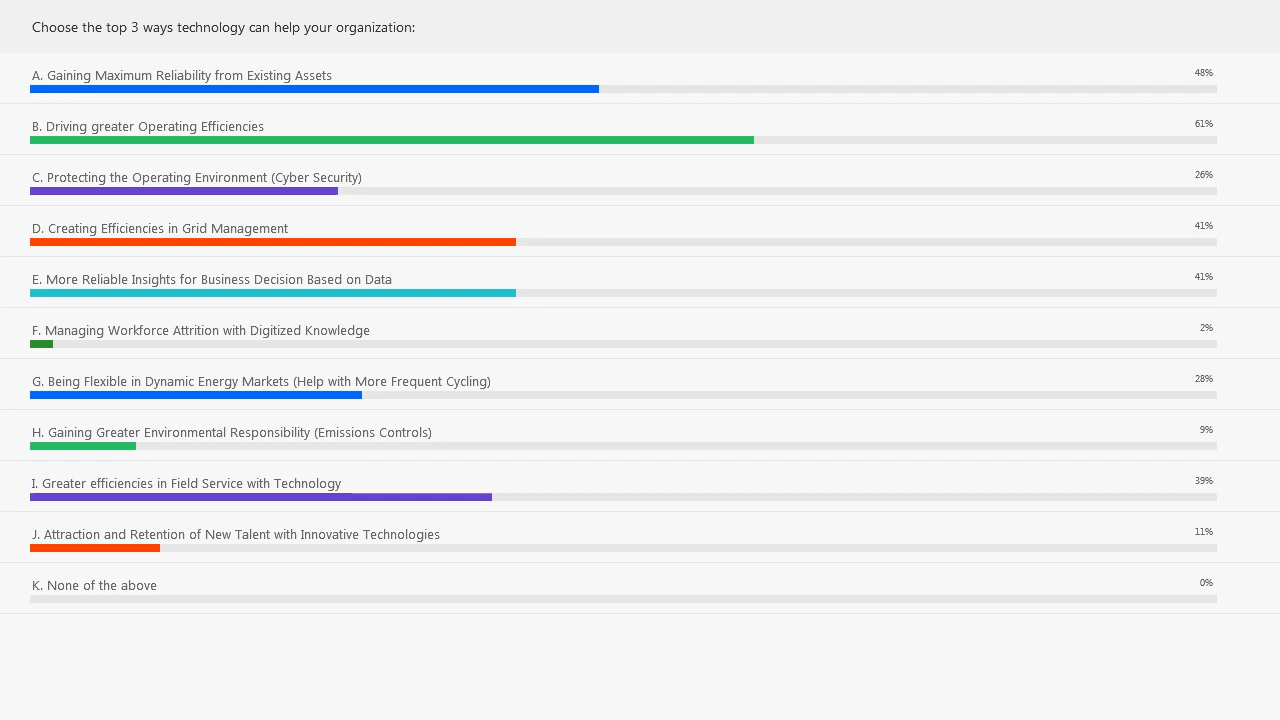 Choose the top 3 ways technology can help your organization:
A. Gaining Maximum Reliability from Existing Assets
48%
B. Driving greater Operating Efficiencies
61%
C. Protecting the Operating Environment (Cyber Security)
26%
D. Creating Efficiencies in Grid Management
41%
E. More Reliable Insights for Business Decision Based on Data
41%
F. Managing Workforce Attrition with Digitized Knowledge
2%
G. Being Flexible in Dynamic Energy Markets (Help with More Frequent Cycling)
28%
H. Gaining Greater Environmental Responsibility (Emissions Controls)
9%
I. Greater efficiencies in Field Service with Technology
39%
J. Attraction and Retention of New Talent with Innovative Technologies
11%
K. None of the above
0%